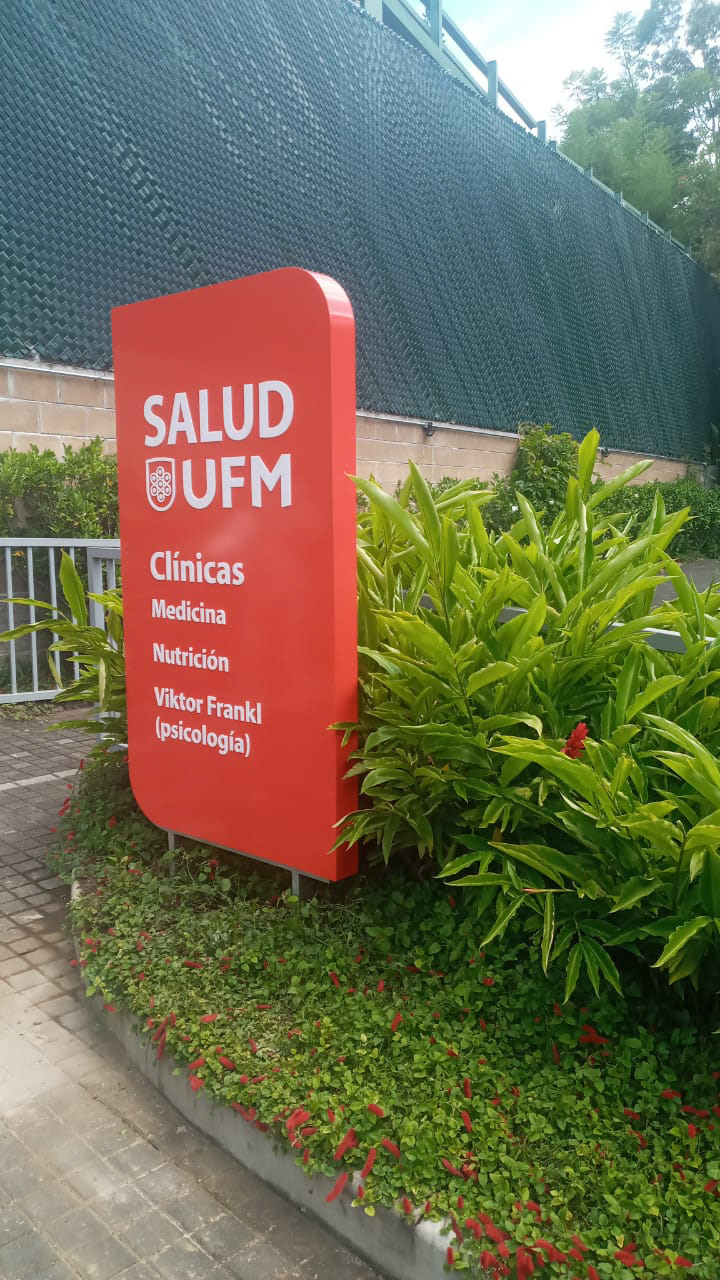 SALUD
UFM
Clínicas
Medicina
Nutrición
Viktor Frankl
(psicología)